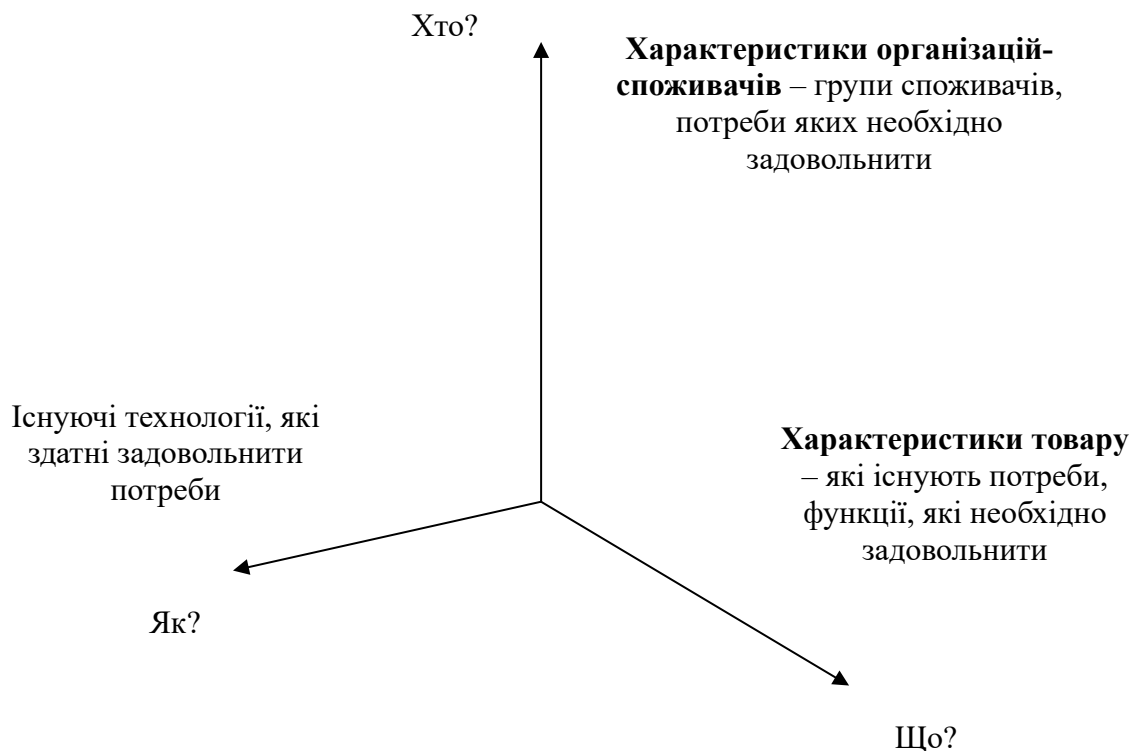 Хто?
Характеристики організацій-
споживачів – групи споживачів,
потреби яких необхідно
задовольнити
Існуючі технології, які
здатні задовольнити
потреби
Характеристики товару
– які існують потреби,
функції, які необхідно
задовольнити
Як?
Що?